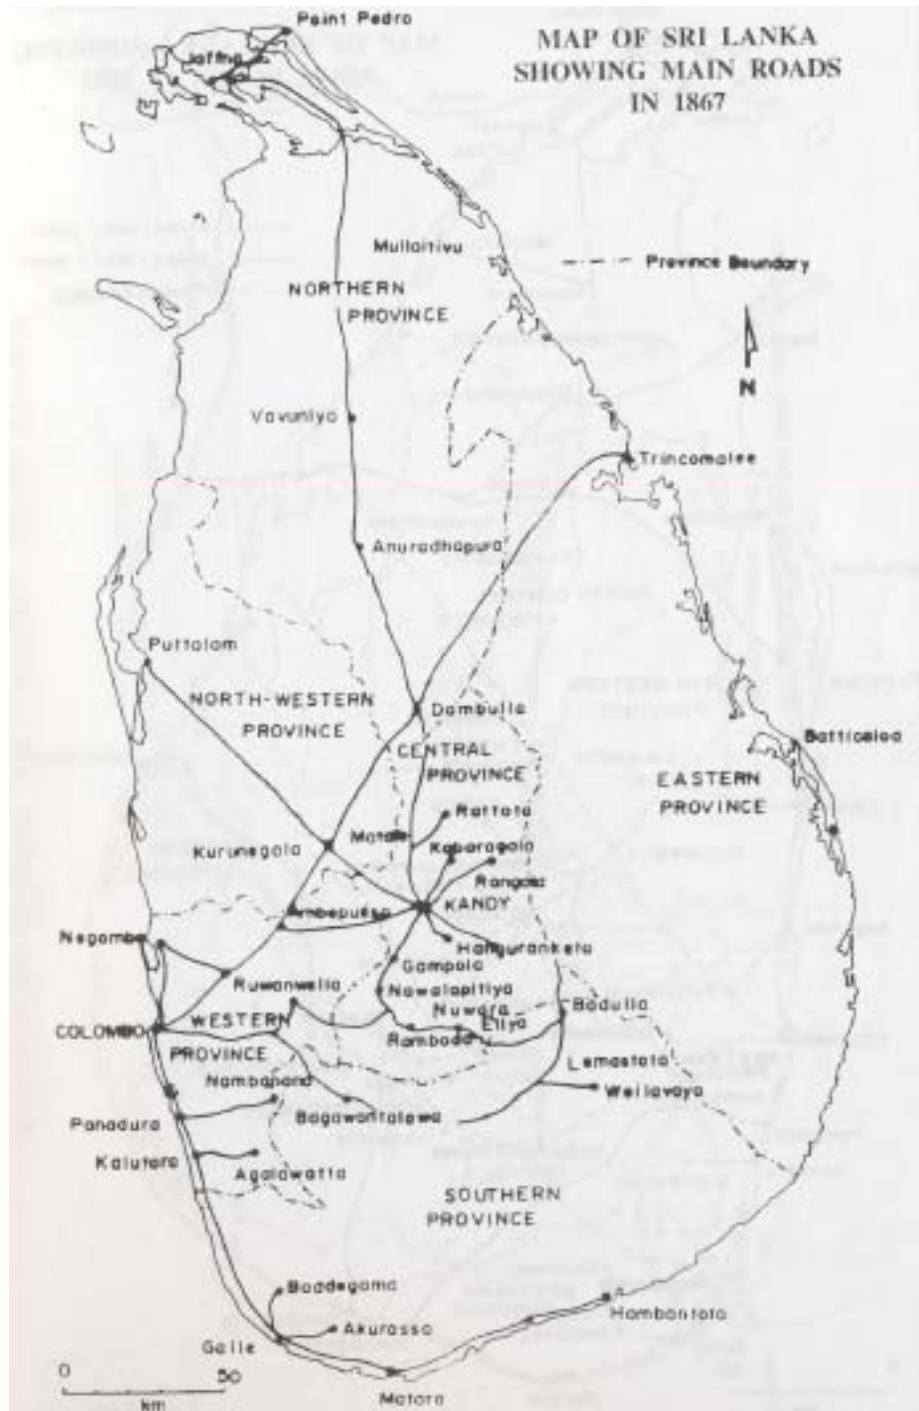 Point Pedro
Jaffna
MAP OF SRI LANKA
SHOWING MAIN ROADS
IN 1867
Mullaitivu
Province Boundary
NORTHERN
PROVINCE
N
Vavuniya
Trincomalee
Anuradhapura
Puttalam
NORTH-WESTERN
PROVINCE
Dambulla
CENTRAL
PROVINCE
Batticaloa
EASTERN
PROVINCE
Rattota
Matale
Kurunegala
Rangala
KANDY
Ambepussa
Negombo
Hanguranketa
Gampola
Ruwanwella
Nawalapitiya
Nuwara
Eliya
Badulla
COLOMBO
WESTERN
PROVINCE
Ramboda
Lemastota
Wellavaya
Nambapana
Panadura
Bagawantalawa
Kalutara
Agalawatta
SOUTHERN
PROVINCE
Baddegama
Hambantota
Akurassa
Galle
0 50
km
Matara